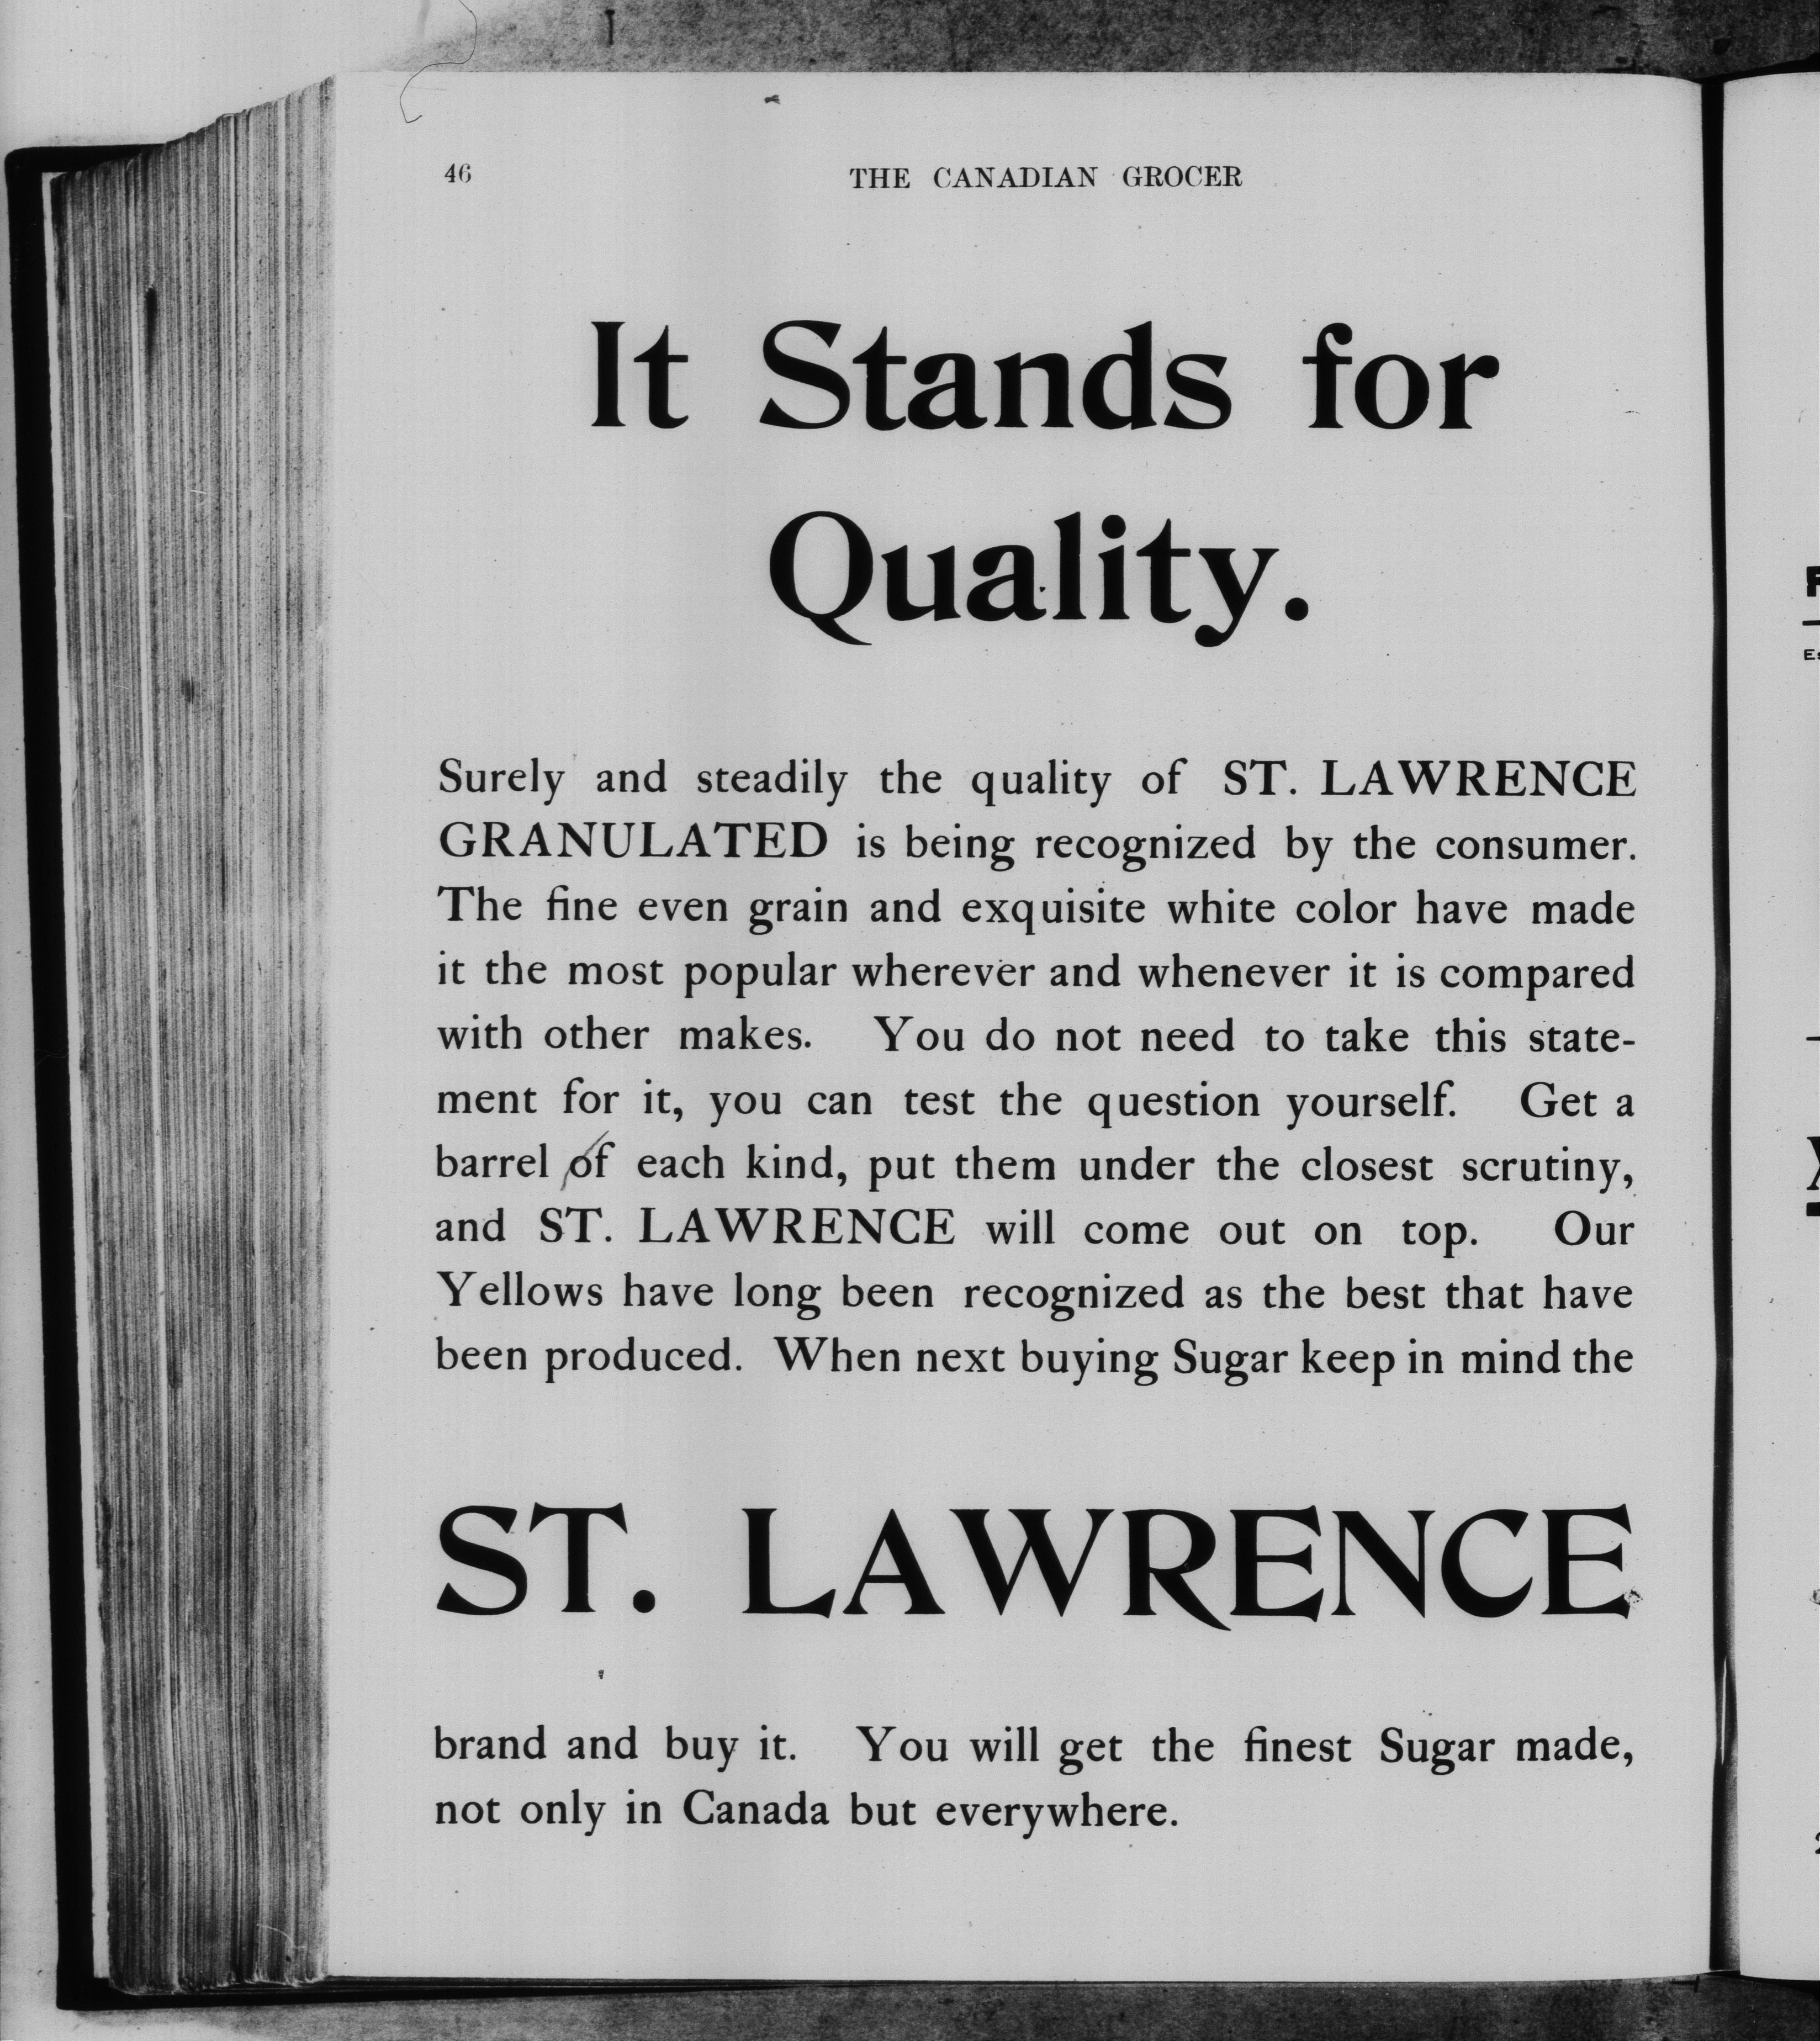 46
THE CANADIAN GROCER
It Stands for
Quality.
Surely and steadily the quality of ST. LAWRENCE
GRANULATED is being recognized by the consumer.
The fine even grain and exquisite white color have made
it the most popular wherever and whenever it is compared
with other makes. You do not need to take this state-
ment for it, you can test the question yourself. Get a
barrel of each kind, put them under the closest scrutiny,
and ST. LAWRENCE will come out on top. Our
Yellows have long been recognized as the best that have
been produced. When next buying Sugar keep in mind the
ST. LAWRENCE
brand and buy it. You will get the finest Sugar made,
not only in Canada but everywhere.